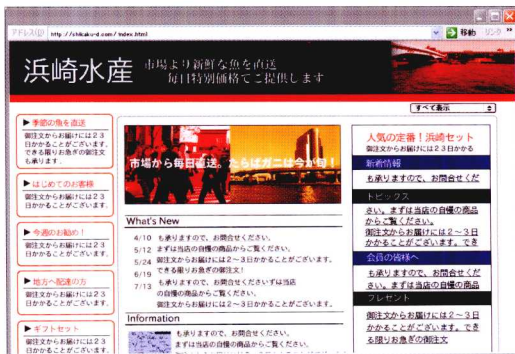 アドレス(D) http://shikaku-d.com/index.html 移動 リンク
浜崎水産
市場より新鮮な魚を直送
毎日特別価格でご提供します
すべて表示
季節の魚を直送
御注文からお届けには23
日かかることがございます。
できる限りお急ぎの御注文
も承ります.
はじめてのお客様
御注文からお届けには23
日かかることがございます.
今週のお勧め!
御注文からお届けには23
日かかることがございます.
地方へ配達の方
御注文からお届けには23
日かかることがございます.
ギフトセット
御注文からお届けには23
日かかることがございます.
市場から毎日直送。たらばガニは今が旬!
What's New
4/10 も承りますので、お問合せください。
5/12 まずは当店の自慢の商品からご覧ください。
5/24 御注文からお届けには2〜3日かかることがございます。
6/19 できる限りお急ぎの御注文!
7/13 も承りますので、お問合せくださいずは当店
の自慢の商品からご覧ください。
御注文からお届けには2〜3日かかることがございます。
Information
も承りますので、お問合せください。
まずは当店の自慢の商品からご覧ください。
人気の定番!浜崎セット
御注文からお届けには23日かかる
新着情報
も承りますので、お問合せくだ
トピックス
さい。まずは当店の自慢の商品
からご覧ください。
御注文からお届けには2〜3日
かかることがございます。でき
会員の皆様へ
も承りますので、お問合せくだ
さい。まずは当店の自慢の商品
プレセント
御注文からお届けには2〜3日
かかることがございます。でき
る限りお急ぎの御注文